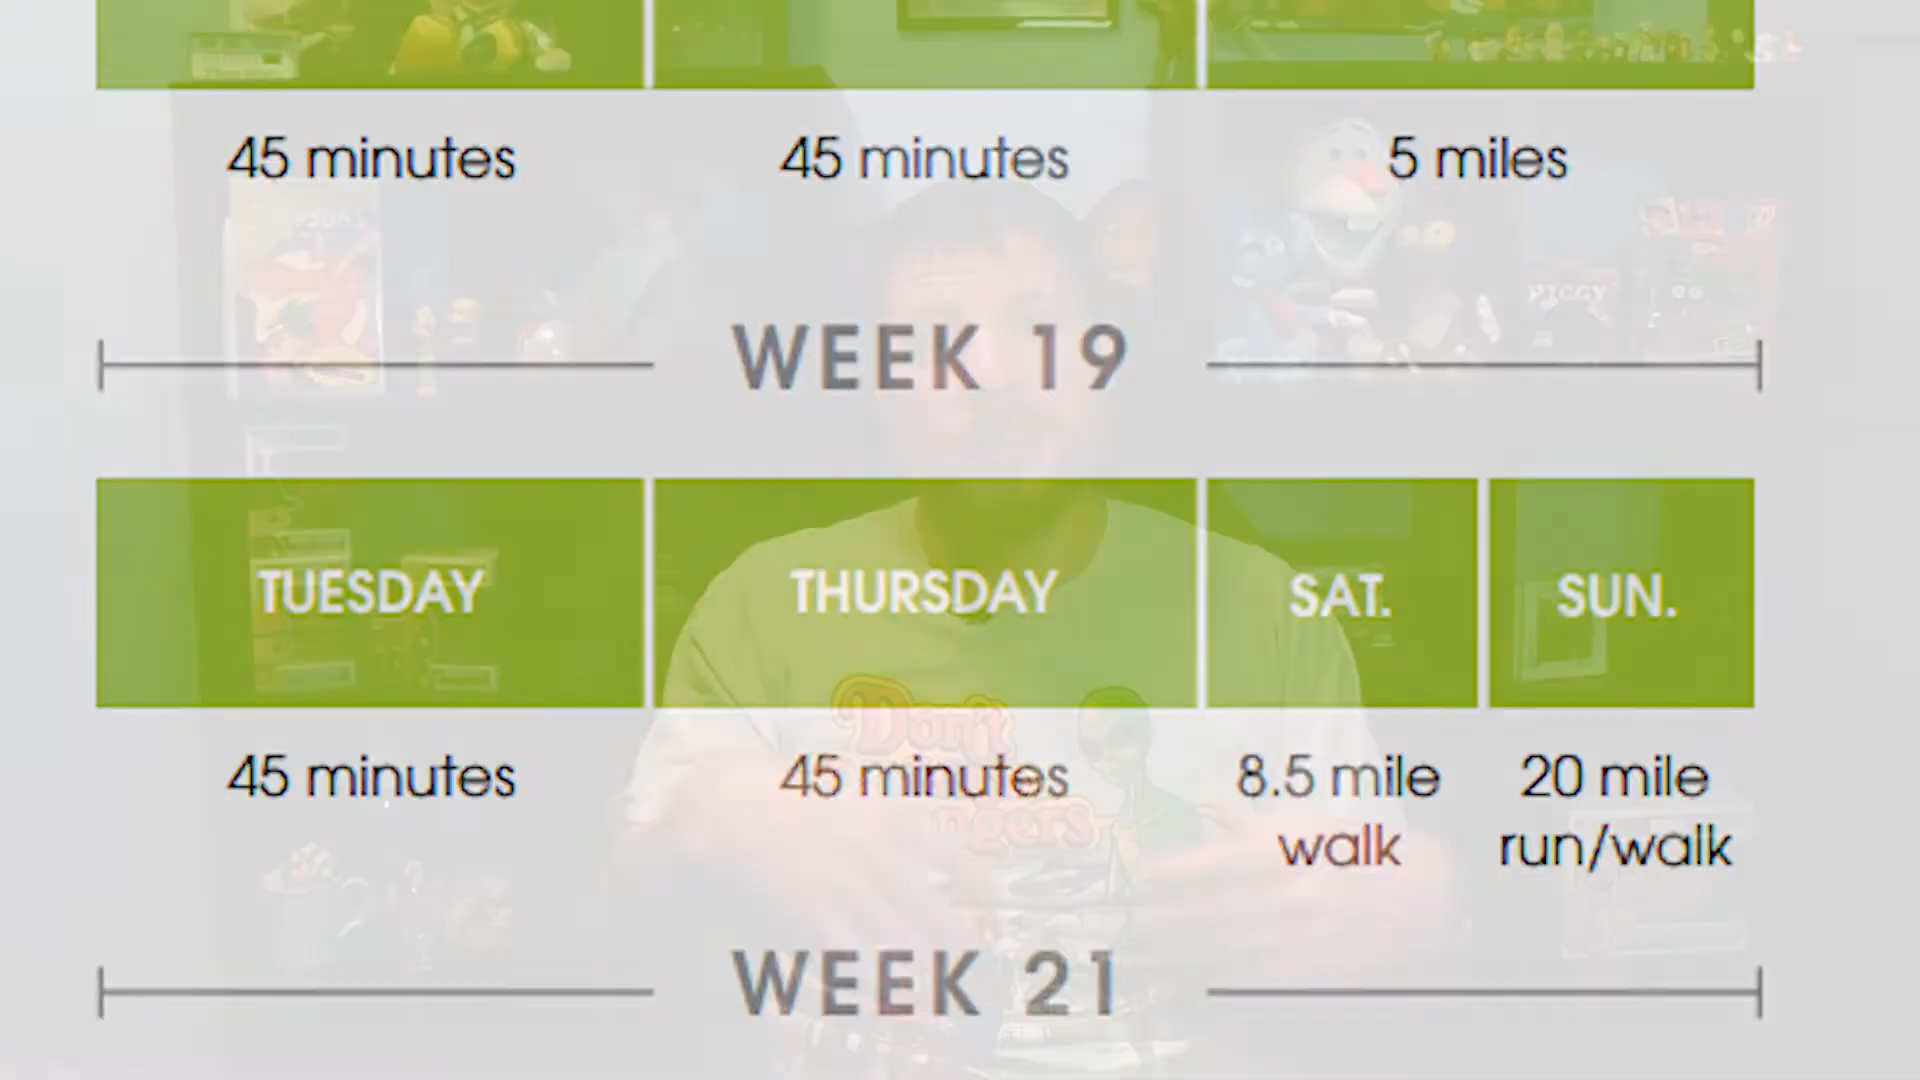 45 minutes
45 minutes
5 miles
WEEK 19
TUESDAY
THURSDAY
SAT.
SUN.
45 minutes
45 minutes
8.5 mile
walk
20 mile
run/walk
Don't
WEEK 21